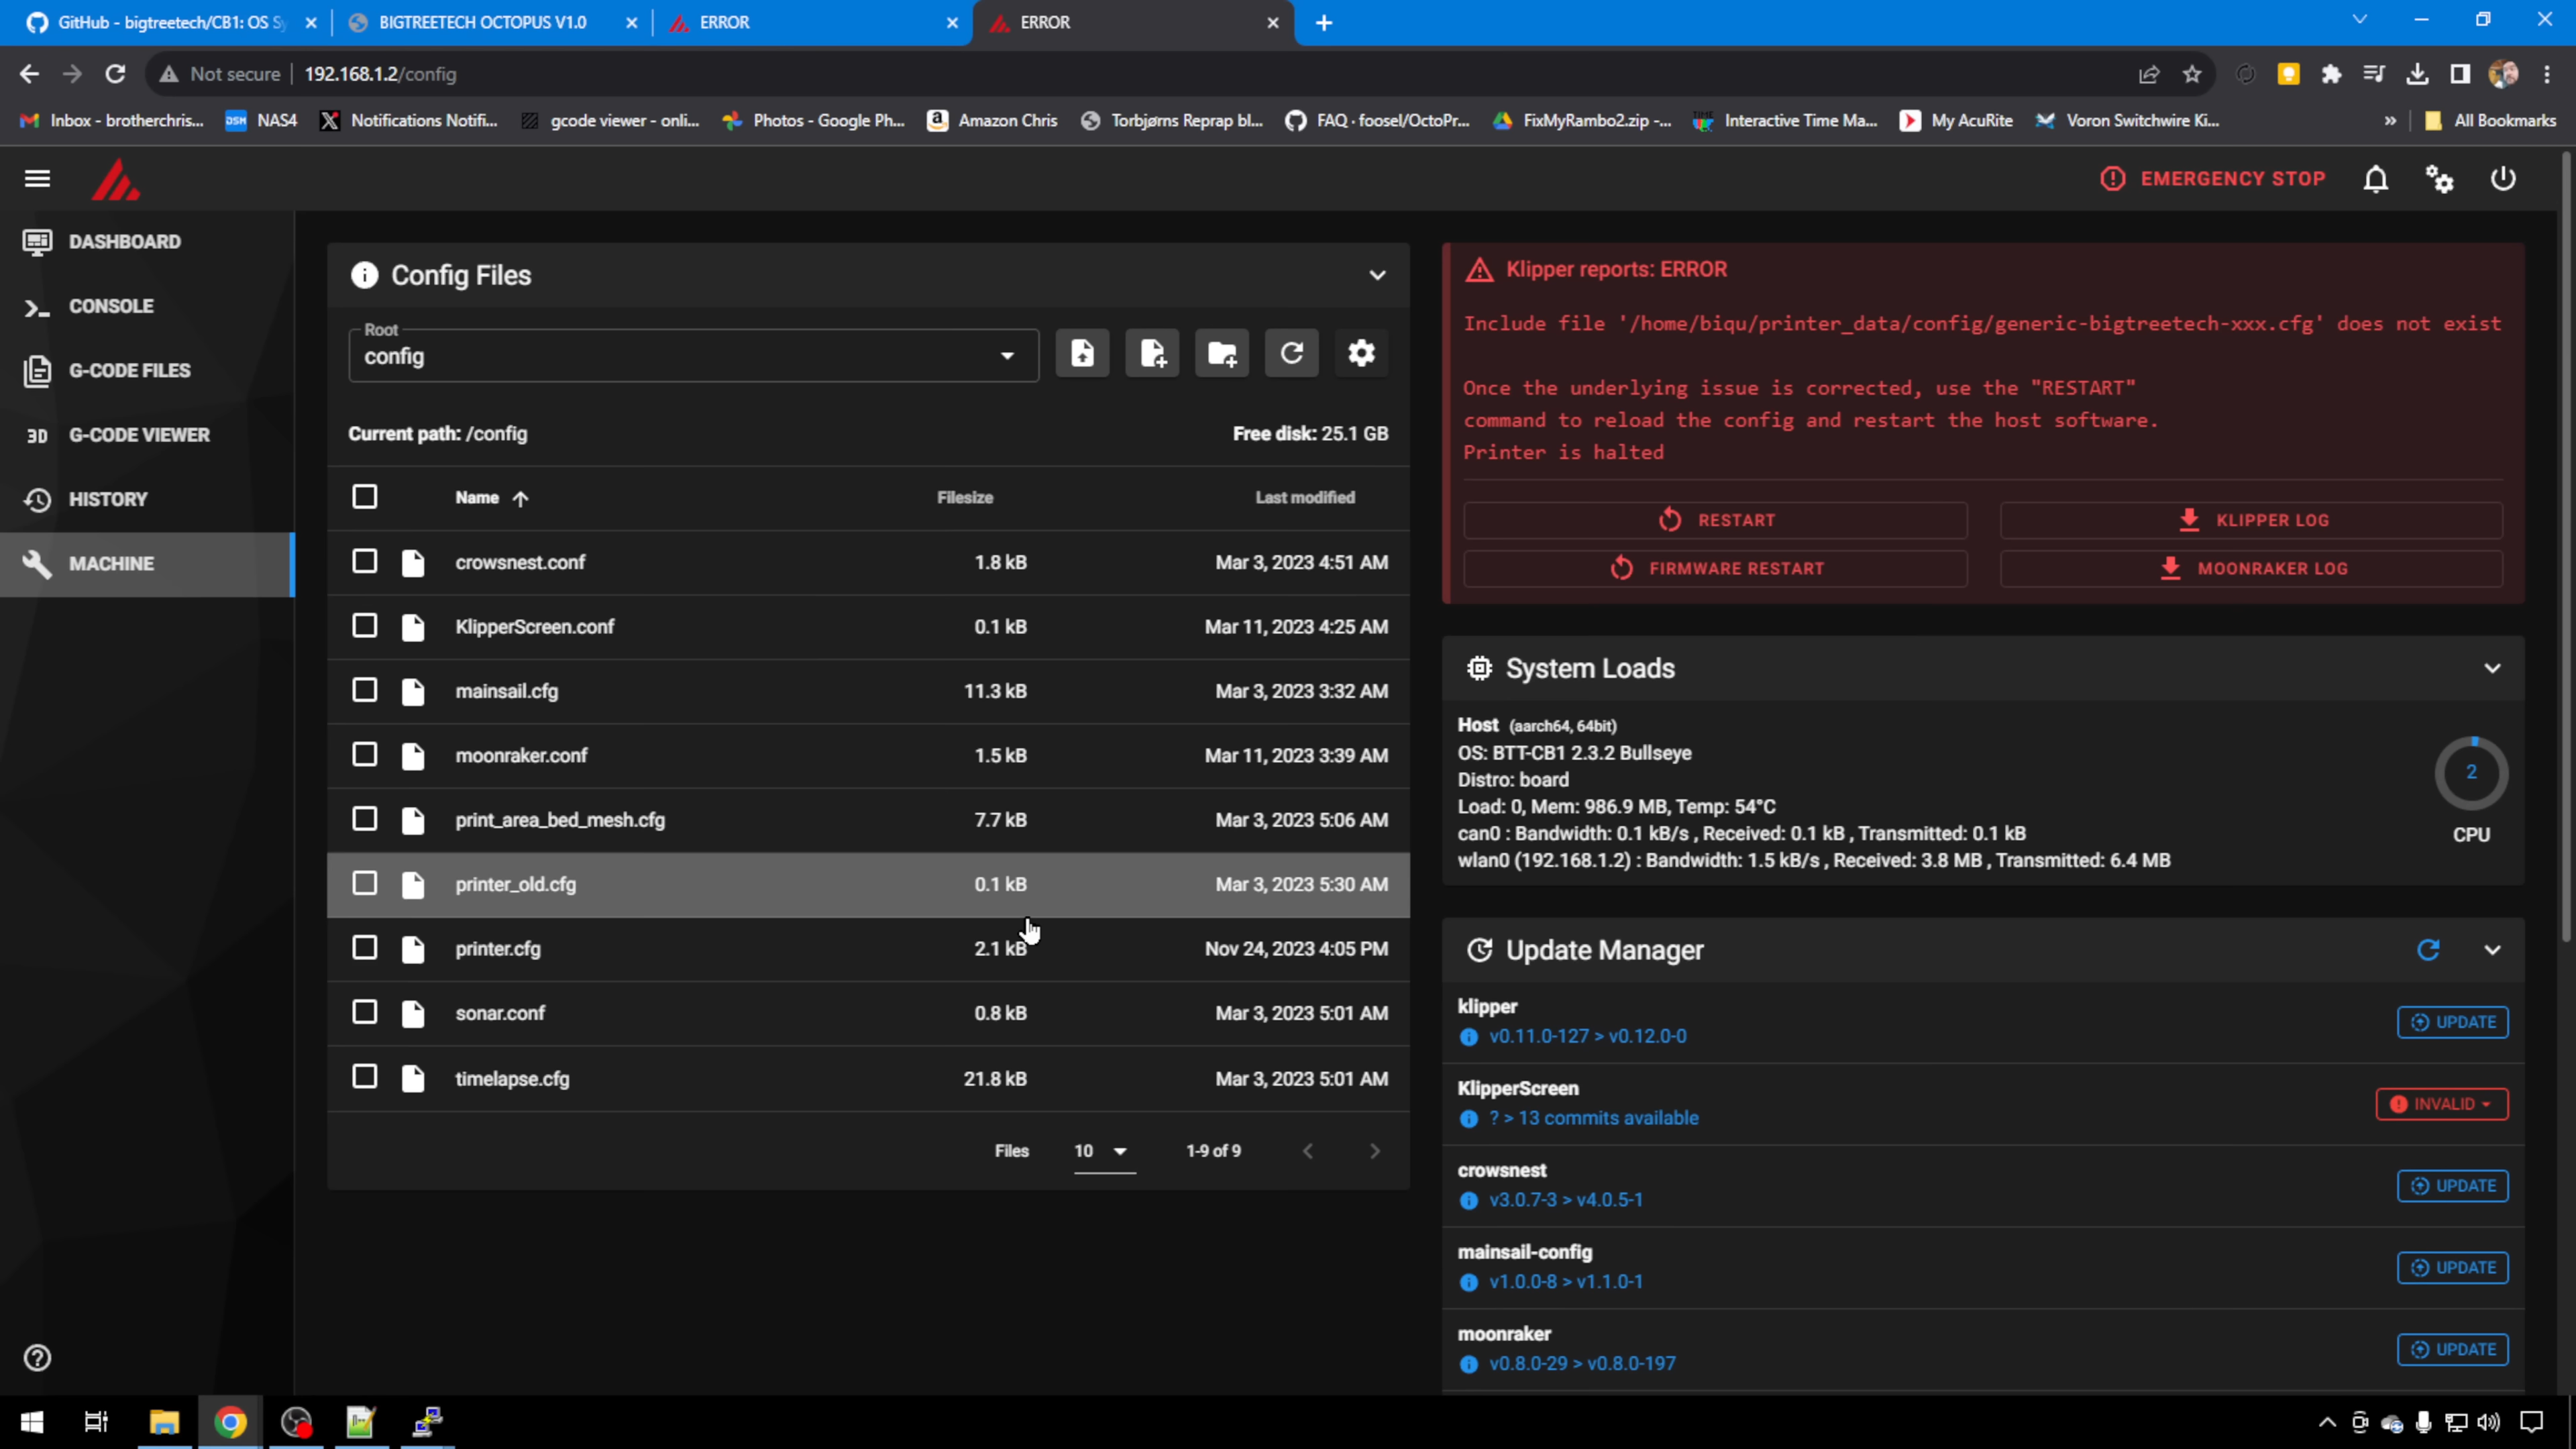 GitHub - bigtreetech/CB1: OS Sy
BIGTREETECH OCTOPUS V1.0
ERROR
ERROR
Not secure
192.168.1.2/config
Inbox - brotherchris...
NAS4
Notifications Notifi...
gcode viewer - onli...
Photos - Google Ph...
Amazon Chris
Torbjørns Reprap bl...
FAQ · foosel/OctoPr...
FixMyRambo2.zip -...
Interactive Time Ma...
My AcuRite
Voron Switchwire Ki...
»
All Bookmarks
EMERGENCY STOP
DASHBOARD
CONSOLE
G-CODE FILES
3D G-CODE VIEWER
HISTORY
MACHINE
Config Files
Root
config
Current path: /config
Free disk: 25.1 GB
Name
Filesize
Last modified
crowsnest.conf 1.8 kB Mar 3, 2023 4:51 AM
KlipperScreen.conf 0.1 kB Mar 11, 2023 4:25 AM
mainsail.cfg 11.3 kB Mar 3, 2023 3:32 AM
moonraker.conf 1.5 kB Mar 11, 2023 3:39 AM
print_area_bed_mesh.cfg 7.7 kB Mar 3, 2023 5:06 AM
printer_old.cfg 0.1 kB Mar 3, 2023 5:30 AM
printer.cfg 2.1 kB Nov 24, 2023 4:05 PM
sonar.conf 0.8 kB Mar 3, 2023 5:01 AM
timelapse.cfg 21.8 kB Mar 3, 2023 5:01 AM
Files 10 1-9 of 9
Klipper reports: ERROR
Include file '/home/biqu/printer_data/config/generic-bigtreetech-xxx.cfg' does not exist
Once the underlying issue is corrected, use the "RESTART"
command to reload the config and restart the host software.
Printer is halted
RESTART
KLIPPER LOG
FIRMWARE RESTART
MOONRAKER LOG
System Loads
Host (aarch64, 64bit)
OS: BTT-CB1 2.3.2 Bullseye
Distro: board
Load: 0, Mem: 986.9 MB, Temp: 54°C
can0 : Bandwidth: 0.1 kB/s , Received: 0.1 kB , Transmitted: 0.1 kB
wlan0 (192.168.1.2) : Bandwidth: 1.5 kB/s , Received: 3.8 MB , Transmitted: 6.4 MB
2
CPU
Update Manager
klipper
v0.11.0-127 > v0.12.0-0
UPDATE
KlipperScreen
? > 13 commits available
INVALID
crowsnest
v3.0.7-3 > v4.0.5-1
UPDATE
mainsail-config
v1.0.0-8 > v1.1.0-1
UPDATE
moonraker
v0.8.0-29 > v0.8.0-197
UPDATE